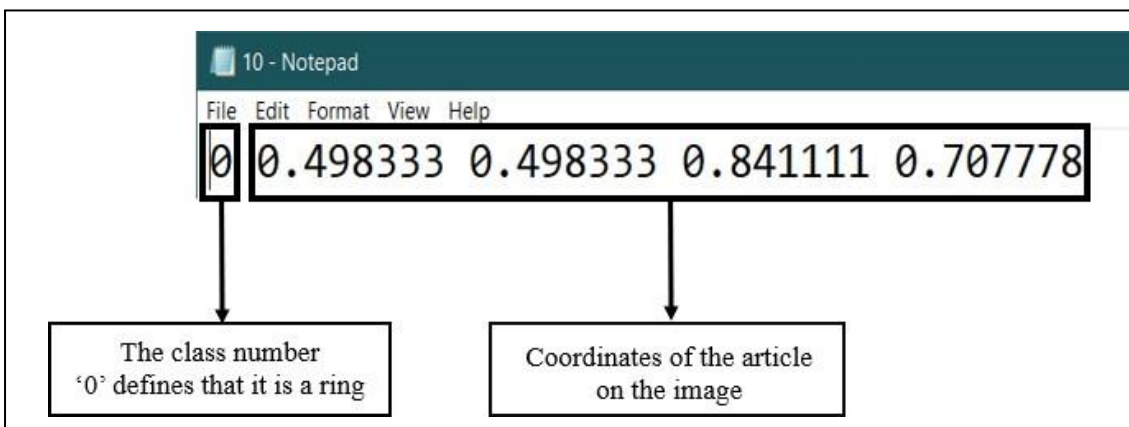 10 - Notepad
File Edit Format View Help
0 0.498333 0.498333 0.841111 0.707778
The class number
‘0’ defines that it is a ring
Coordinates of the article
on the image